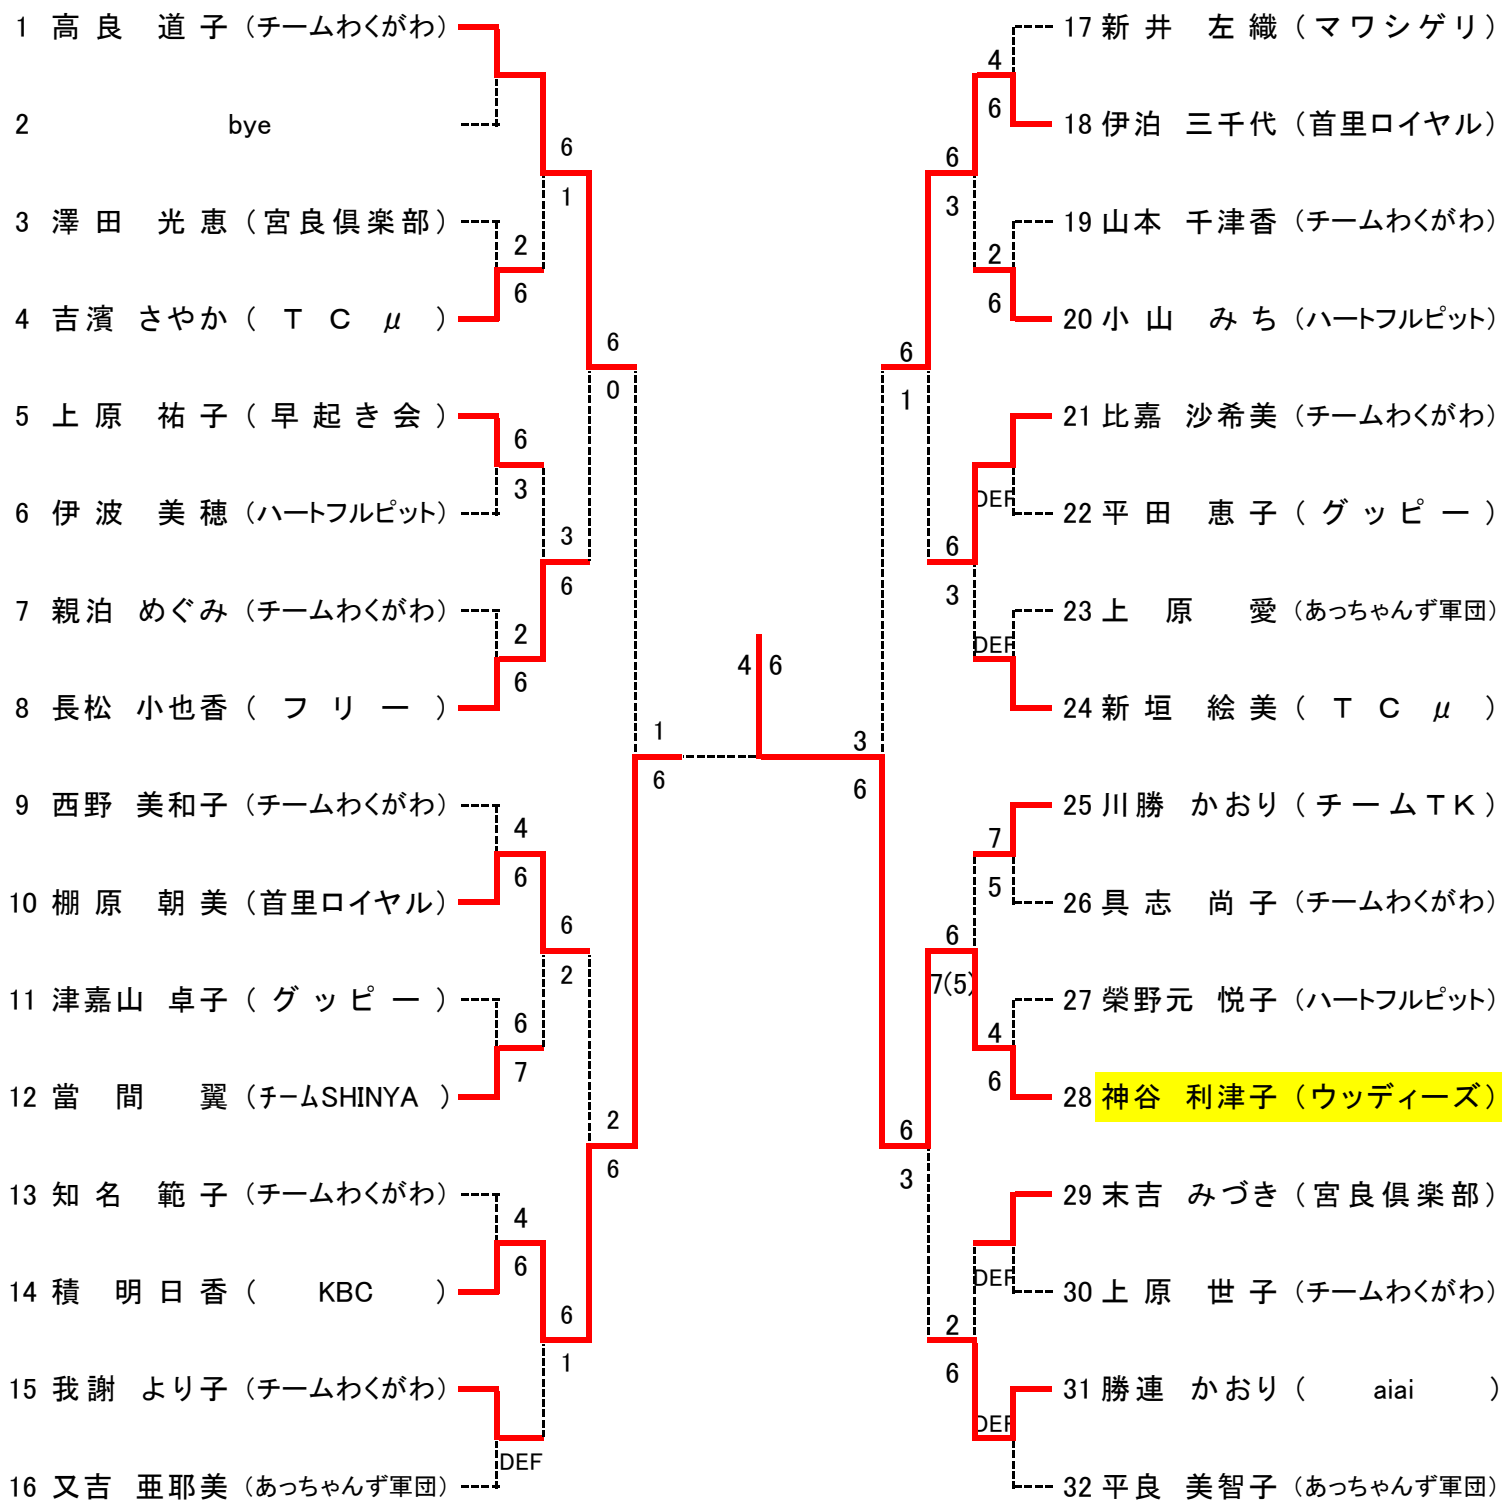 1 高良 道子 (チームわくがわ)
2 bye
3 澤田 光恵 (宮良倶楽部)
4 吉濱 さやか ( TCμ )
5 上原 祐子 (早起き会)
6 伊波 美穂 (ハートフルピット)
7 親泊 めぐみ (チームわくがわ)
8 長松 小也香 (フリー)
9 西野 美和子 (チームわくがわ)
10 棚原 朝美 (首里ロイヤル)
11 津嘉山 卓子 (グッピー)
12 當間 翼 (チームSHINYA )
13 知名 範子 (チームわくがわ)
14 積 明日香 ( KBC )
15 我謝 より子 (チームわくがわ)
16 又吉 亜耶美 (あっちゃんず軍団)
6
1
2
6
6
0
6
3
3
6
2
6
1
6
4
6
6
2
6
7
2
6
4
6
6
1
DEF
4 6
17 新井 左織 (マワシゲリ)
18 伊泊 三千代 (首里ロイヤル)
19 山本 千津香 (チームわくがわ)
20 小山 みち (ハートフルピット)
21 比嘉 沙希美 (チームわくがわ)
22 平田 恵子 (グッピー)
23 上原 愛 (あっちゃんず軍団)
24 新垣 絵美 ( TCμ )
25 川勝 かおり (チームTK)
26 具志 尚子 (チームわくがわ)
27 榮野元 悦子 (ハートフルピット)
28 神谷 利津子 (ウッディーズ)
29 末吉 みづき (宮良倶楽部)
30 上原 世子 (チームわくがわ)
31 勝連 かおり ( aiai )
32 平良 美智子 (あっちゃんず軍団)
4
6
6
3
2
6
6
1
DEF
6
3
DEF
3
6
7
5
6
7(5)
4
6
6
3
DEF
2
6
DEF